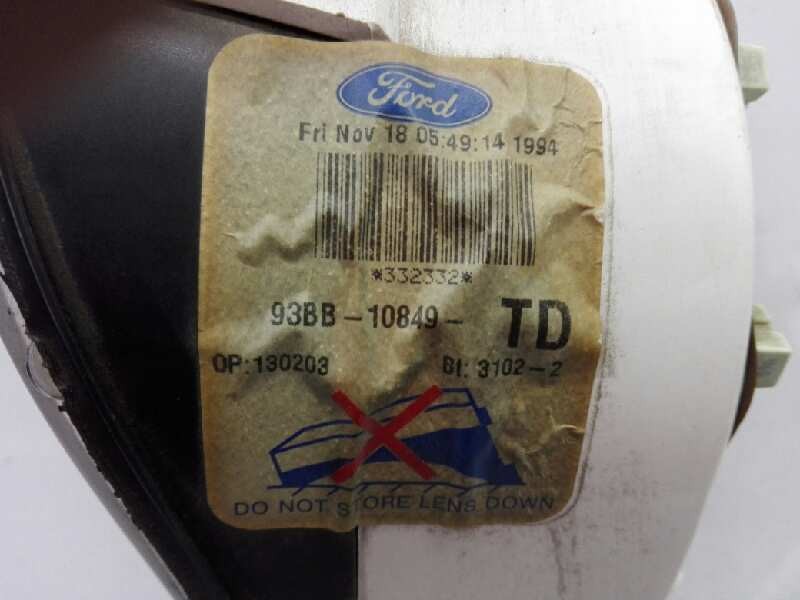 Ford
Fri Nov 18 05:49:14 1994
*332332*
93BB-10849- TD
OP:130203 Bt: 3102-2
DO NOT STORE LENS DOWN